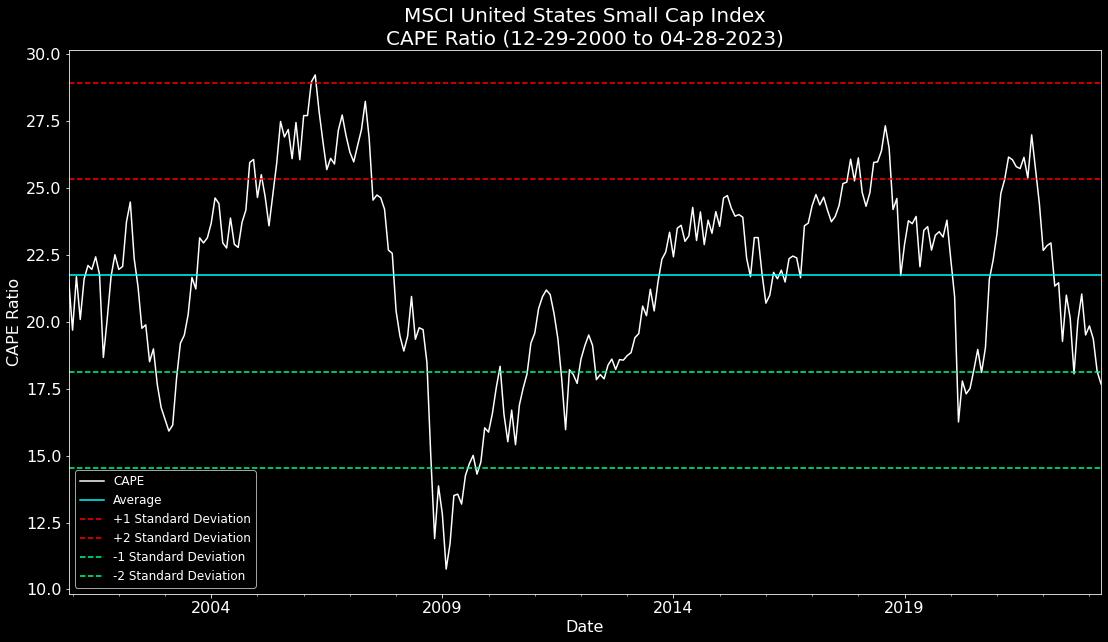 MSCI United States Small Cap Index
CAPE Ratio (12-29-2000 to 04-28-2023)
CAPE Ratio
30.0
27.5
25.0
22.5
20.0
17.5
15.0
12.5
10.0
CAPE
Average
+1 Standard Deviation
+2 Standard Deviation
-1 Standard Deviation
-2 Standard Deviation
2004
2009
2014
2019
Date